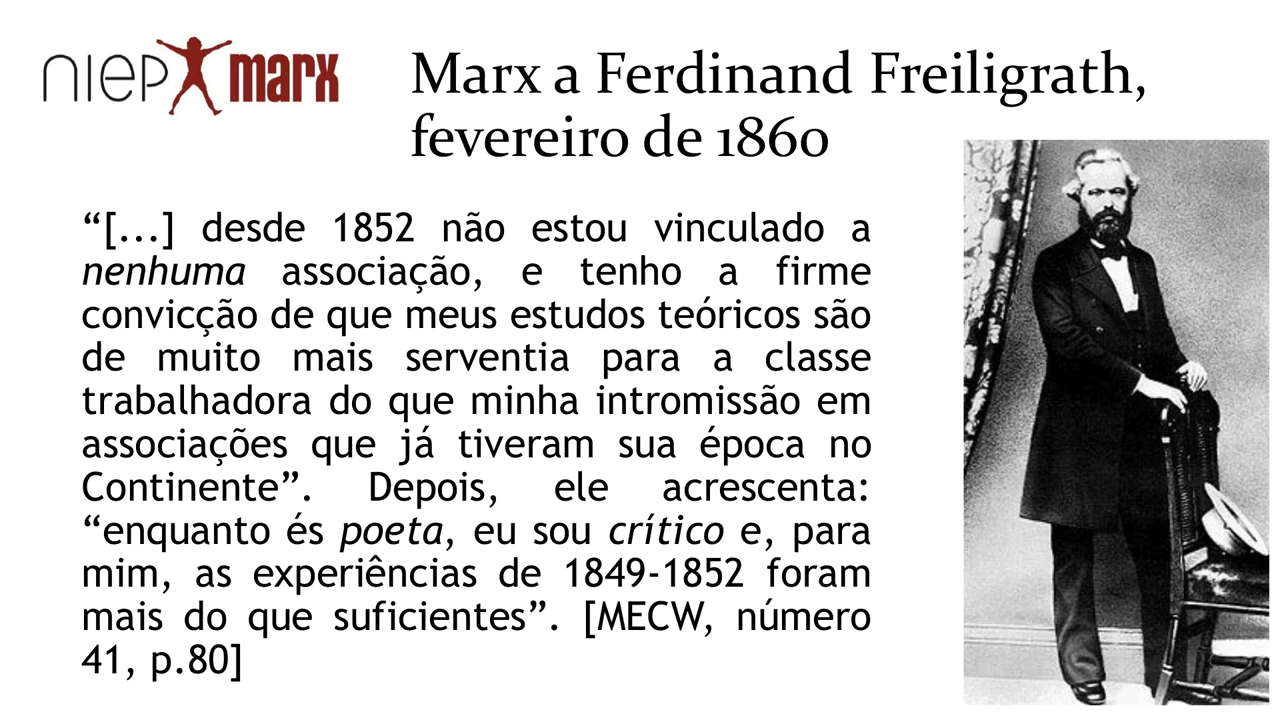 NIEP marx
Marx a Ferdinand Freiligrath,
fevereiro de 1860
“[...] desde 1852 não estou vinculado a
nenhuma associação, e tenho a firme
convicção de que meus estudos teóricos são
de muito mais serventia para a classe
trabalhadora do que minha intromissão em
associações que já tiveram sua época no
Continente”. Depois, ele acrescenta:
“enquanto és poeta, eu sou crítico e, para
mim, as experiências de 1849-1852 foram
mais do que suficientes”. [MECW, número
41, p.80]